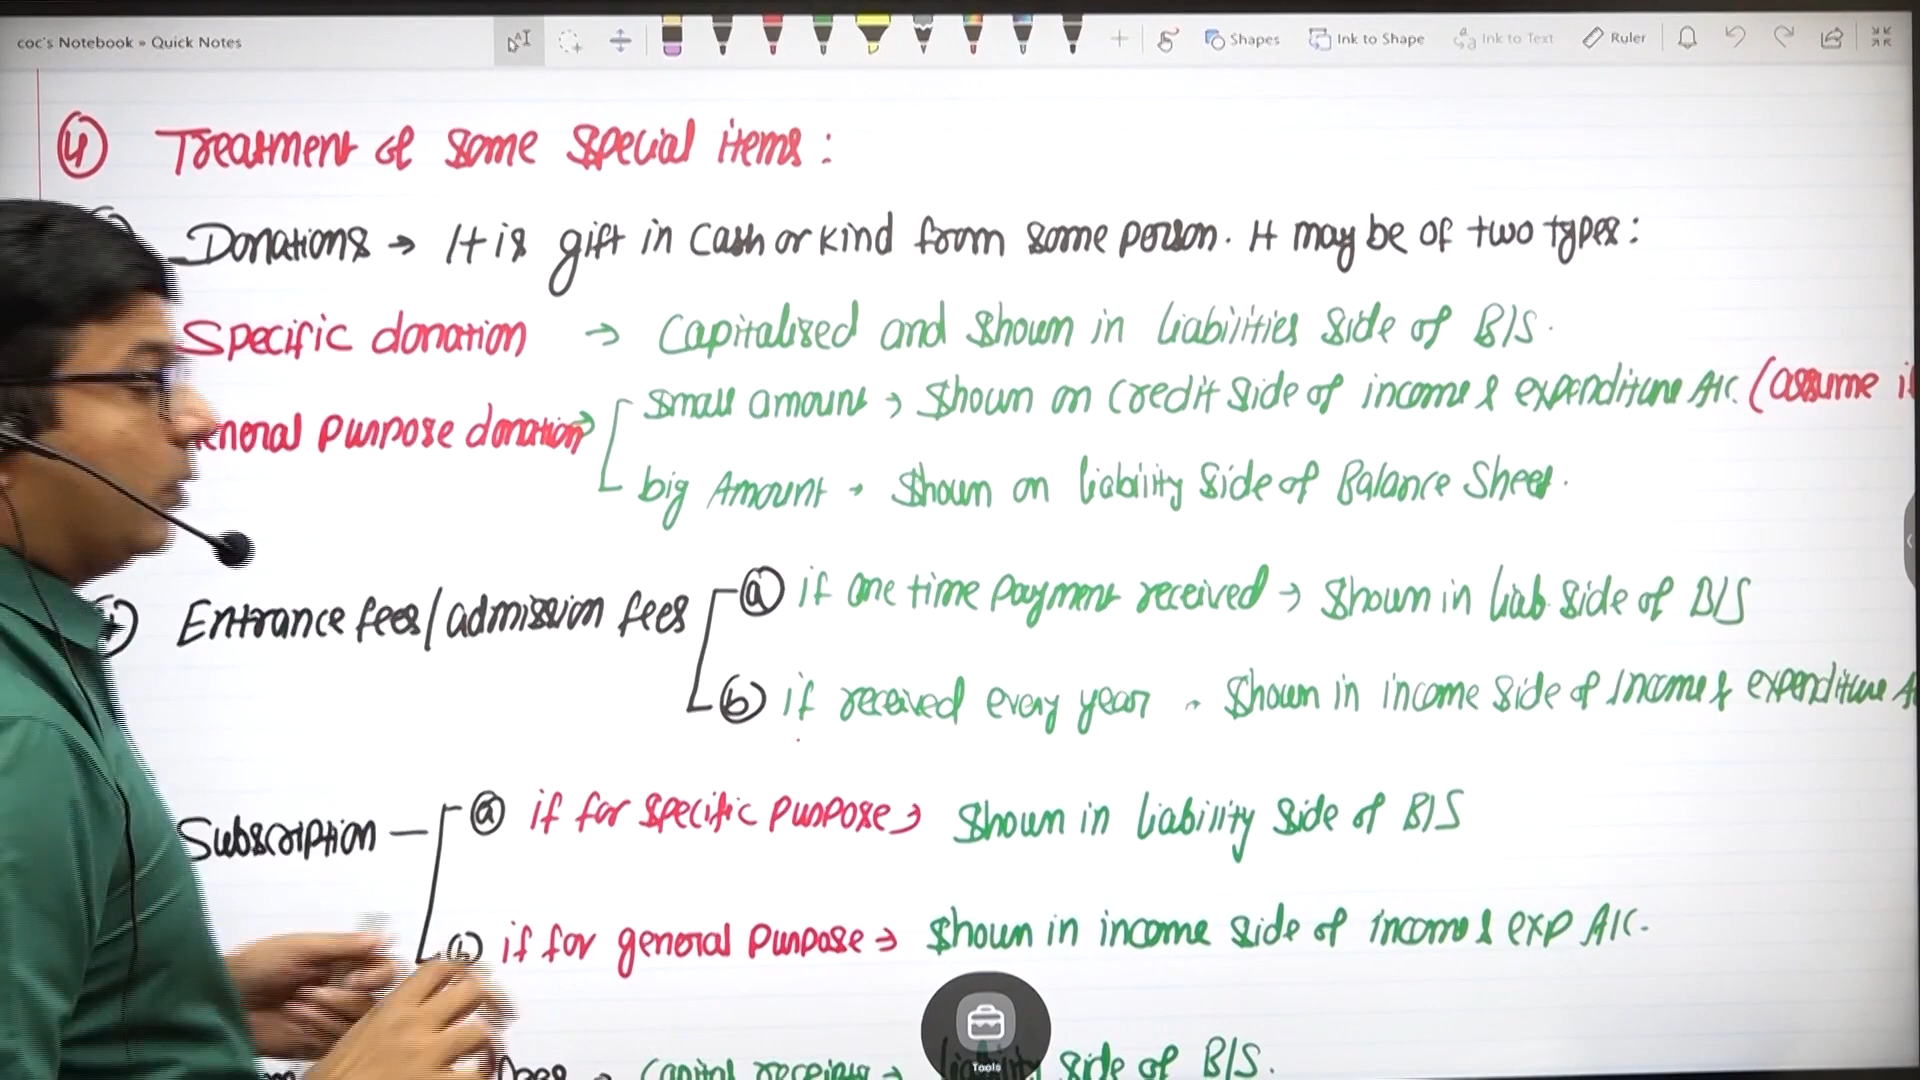 coc's Notebook » Quick Notes
Shapes Ink to Shape Ink to Text Ruler
4 Treatment of some special items :
Donations → It is gift in cash or kind from some person. It may be of two types :
Specific donation → Capitalised and shown in liabilities side of B/S.
Small amount → shown on credit side of income & expenditure A/C. (assume
eneral purpose donation →
big Amount → shown on liability side of Balance Sheet.
a if one time payment received → shown in liab. side of B/S
Entrance fees / admission fees
b if received every year → shown in income side of income & expenditure
a if for specific purpose → shown in liability side of B/S
Subscription
b if for general purpose → shown in income side of income & exp A/C.
Capital receipts → side of B/S.
Tools